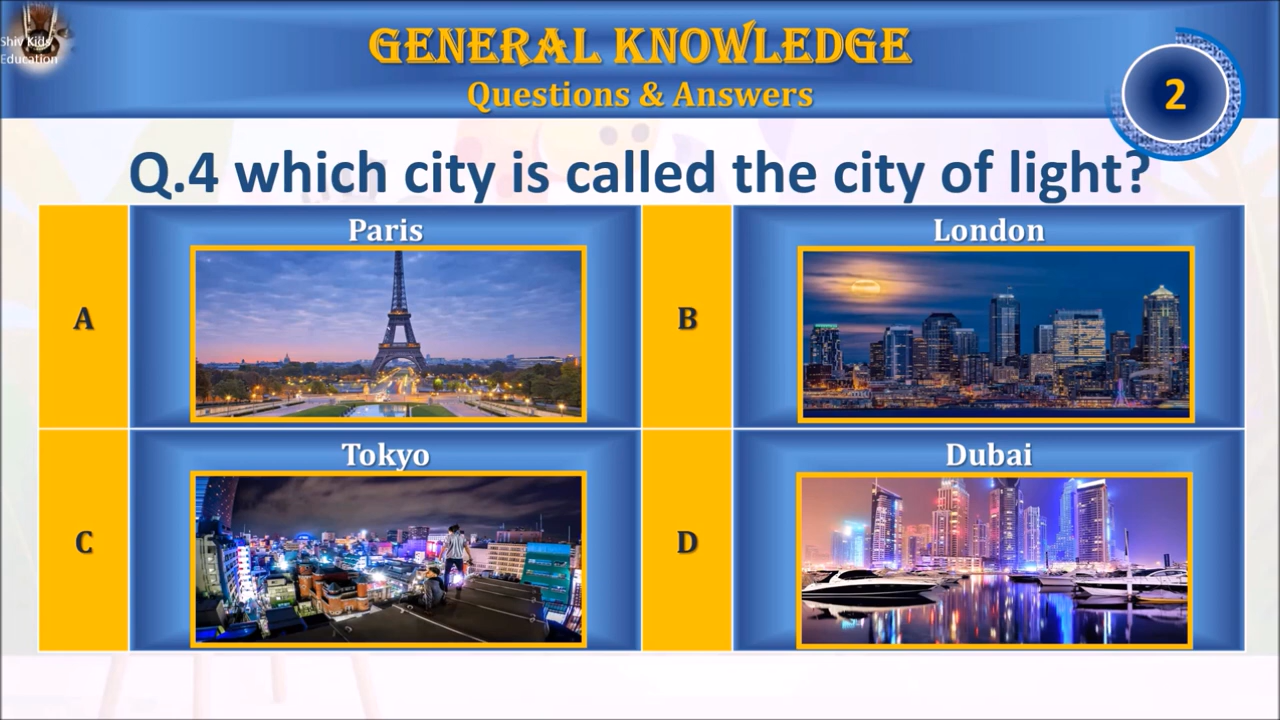 Shiv Kids
Education
GENERAL KNOWLEDGE
Questions & Answers
2
Q.4 which city is called the city of light?
A
Paris
B
London
C
Tokyo
D
Dubai